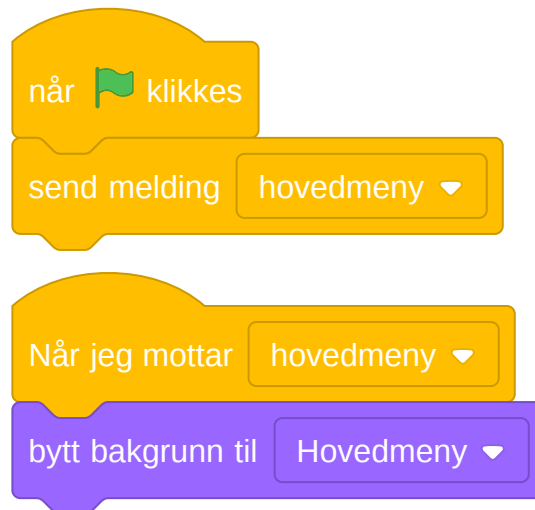 når klikkes
send melding hovedmeny
Når jeg mottar hovedmeny
bytt bakgrunn til Hovedmeny